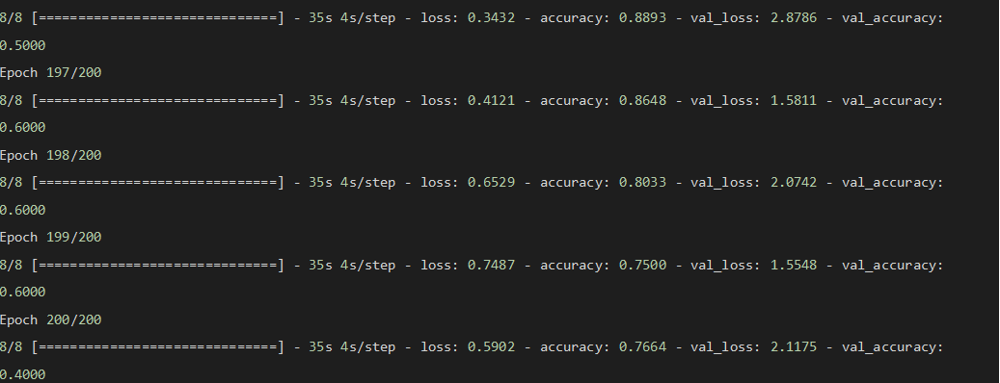 8/8 [==============================] - 35s 4s/step - loss: 0.3432 - accuracy: 0.8893 - val_loss: 2.8786 - val_accuracy:
0.5000
Epoch 197/200
8/8 [==============================] - 35s 4s/step - loss: 0.4121 - accuracy: 0.8648 - val_loss: 1.5811 - val_accuracy:
0.6000
Epoch 198/200
8/8 [==============================] - 35s 4s/step - loss: 0.6529 - accuracy: 0.8033 - val_loss: 2.0742 - val_accuracy:
0.6000
Epoch 199/200
8/8 [==============================] - 35s 4s/step - loss: 0.7487 - accuracy: 0.7500 - val_loss: 1.5548 - val_accuracy:
0.6000
Epoch 200/200
8/8 [==============================] - 35s 4s/step - loss: 0.5902 - accuracy: 0.7664 - val_loss: 2.1175 - val_accuracy:
0.4000